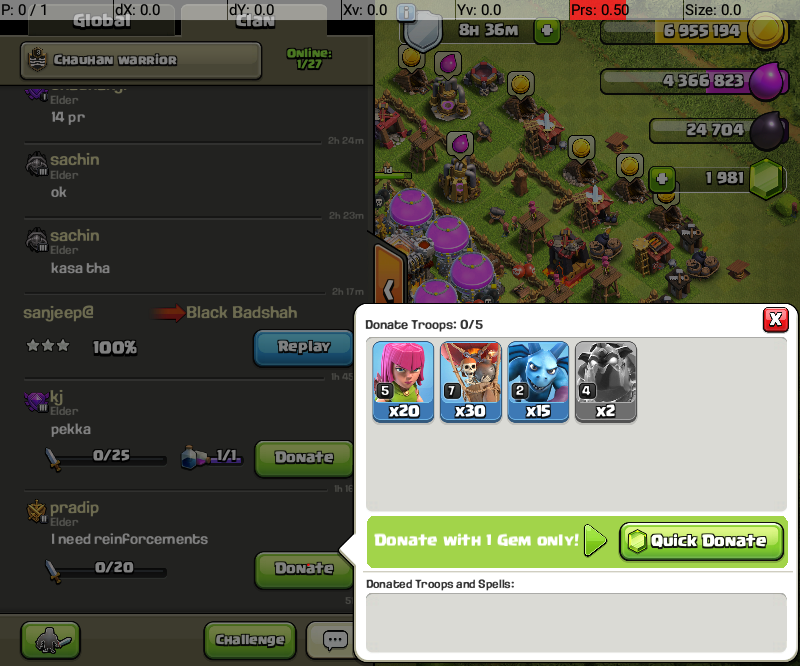 P: 0 / 1
dX: 0.0
dY: 0.0
Xv: 0.0
Yv: 0.0
Prs: 0.50
Size: 0.0
Global
Clan
Chauhan warrior
Online:
1/27
Elder
14 pr
2h 24m
sachin
Elder
ok
2h 23m
sachin
Elder
kasa tha
2h 17m
sanjeep@
Black Badshah
100%
Replay
kj
Elder
pekka
0/25
1/1
Donate
pradip
Elder
I need reinforcements
0/20
Donate
Challenge
8h 36m
6 955 194
4 366 823
24 704
1 981
Donate Troops: 0/5
X
5
x20
7
x30
2
x15
4
x2
Donate with 1 Gem only!
Quick Donate
Donated Troops and Spells: